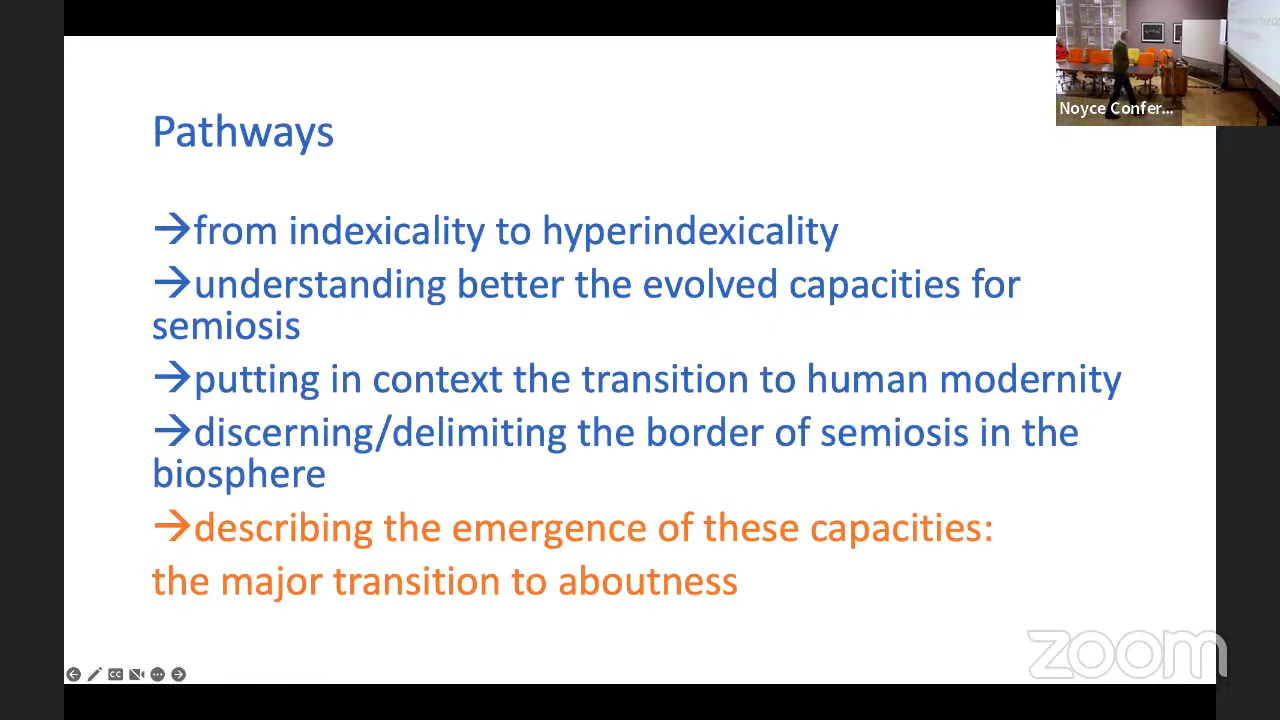 Pathways
→from indexicality to hyperindexicality
→understanding better the evolved capacities for
semiosis
→putting in context the transition to human modernity
→discerning/delimiting the border of semiosis in the
biosphere
→describing the emergence of these capacities:
the major transition to aboutness
Noyce Confer...
CC
zoom